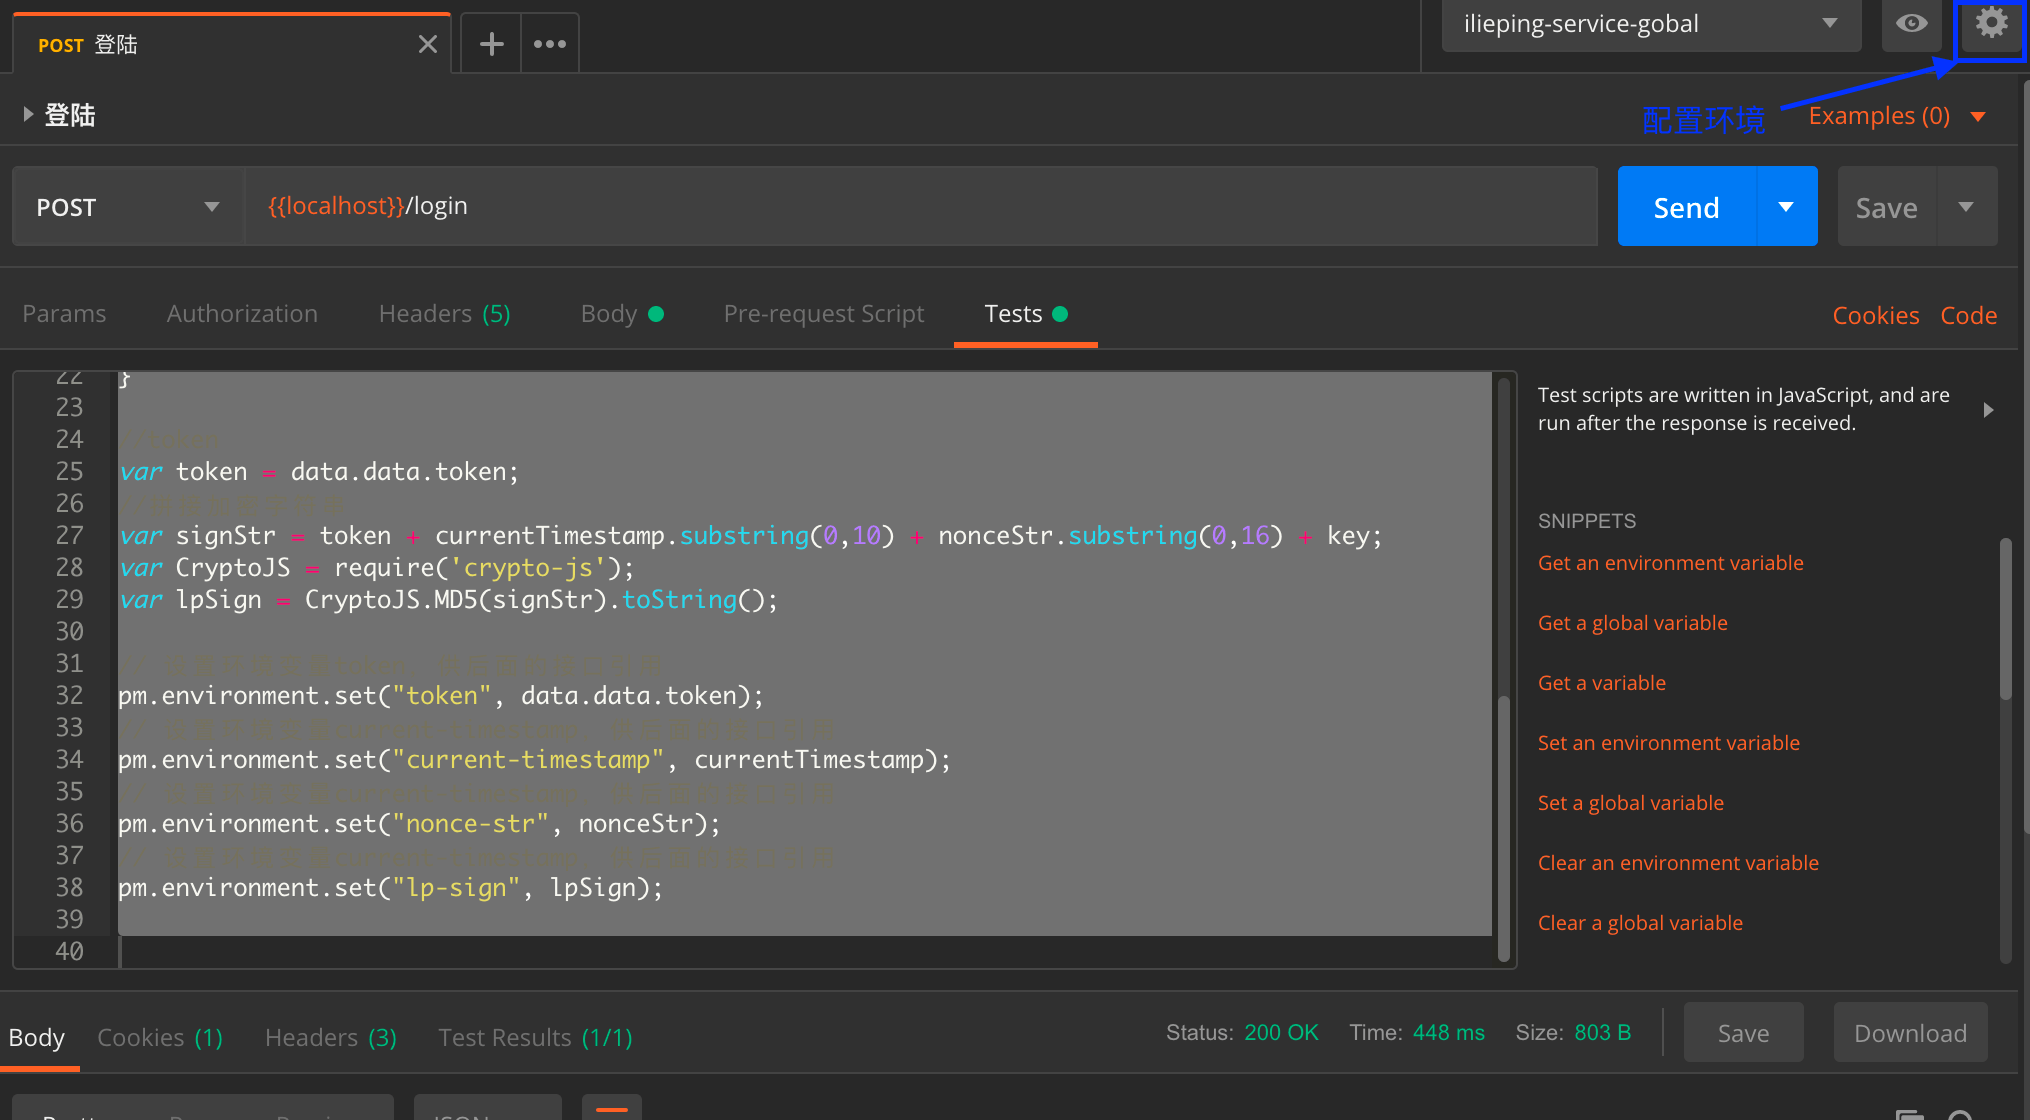 POST 登陆
ilieping-service-gobal
登陆
配置环境
Examples (0)
POST
{{localhost}}/login
Send
Save
Params
Authorization
Headers (5)
Body
Pre-request Script
Tests
Cookies
Code
22 }
23
24
25 var token = data.data.token;
26
27 var signStr = token + currentTimestamp.substring(0,10) + nonceStr.substring(0,16) + key;
28 var CryptoJS = require('crypto-js');
29 var lpSign = CryptoJS.MD5(signStr).toString();
30
31
32 pm.environment.set("token", data.data.token);
33
34 pm.environment.set("current-timestamp", currentTimestamp);
35
36 pm.environment.set("nonce-str", nonceStr);
37
38 pm.environment.set("lp-sign", lpSign);
39
40
Test scripts are written in JavaScript, and are
run after the response is received.
SNIPPETS
Get an environment variable
Get a global variable
Get a variable
Set an environment variable
Set a global variable
Clear an environment variable
Clear a global variable
Body
Cookies (1)
Headers (3)
Test Results (1/1)
Status: 200 OK
Time: 448 ms
Size: 803 B
Save
Download